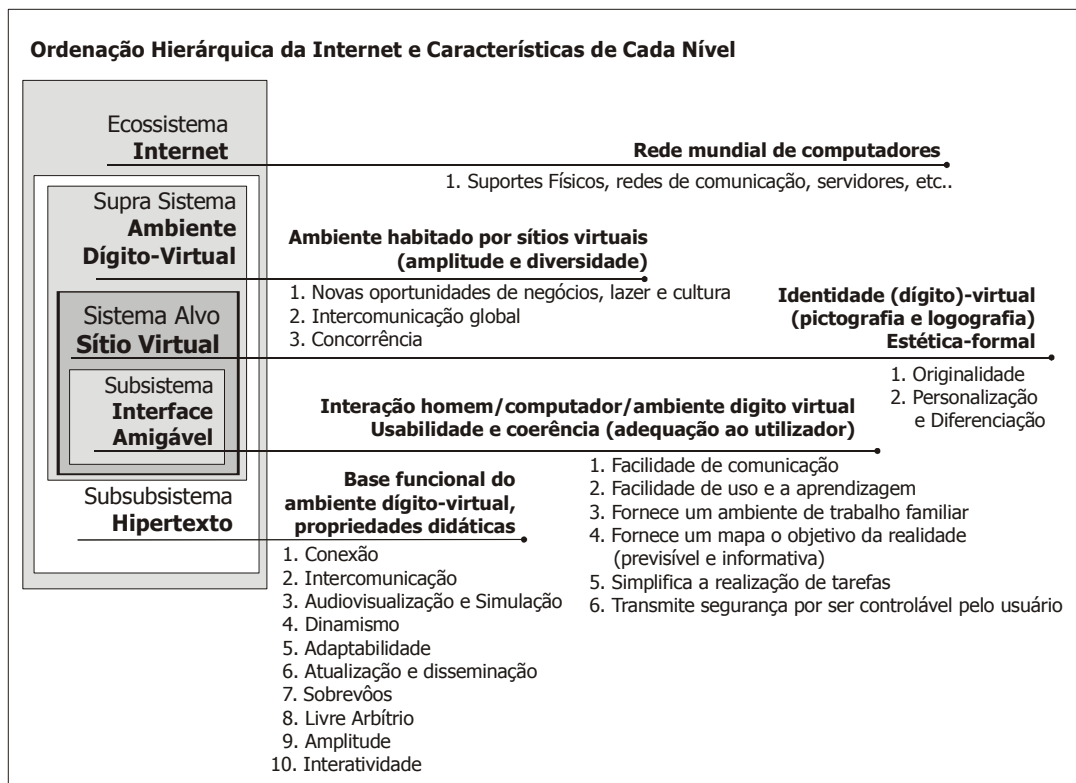 Ordenação Hierárquica da Internet e Características de Cada Nível
Ecossistema
Internet
Rede mundial de computadores
1. Suportes Físicos, redes de comunicação, servidores, etc..
Supra Sistema
Ambiente
Dígito-Virtual
Ambiente habitado por sítios virtuais
(amplitude e diversidade)
1. Novas oportunidades de negócios, lazer e cultura
2. Intercomunicação global
3. Concorrência
Sistema Alvo
Sítio Virtual
Identidade (dígito)-virtual
(pictografia e logografia)
Estética-formal
1. Originalidade
2. Personalização
e Diferenciação
Subsistema
Interface
Amigável
Interação homem/computador/ambiente digito virtual
Usabilidade e coerência (adequação ao utilizador)
1. Facilidade de comunicação
2. Facilidade de uso e a aprendizagem
3. Fornece um ambiente de trabalho familiar
4. Fornece um mapa o objetivo da realidade
(previsível e informativa)
5. Simplifica a realização de tarefas
6. Transmite segurança por ser controlável pelo usuário
Subsubsistema
Hipertexto
Base funcional do
ambiente dígito-virtual,
propriedades didáticas
1. Conexão
2. Intercomunicação
3. Audiovisualização e Simulação
4. Dinamismo
5. Adaptabilidade
6. Atualização e disseminação
7. Sobrevôos
8. Livre Arbítrio
9. Amplitude
10. Interatividade